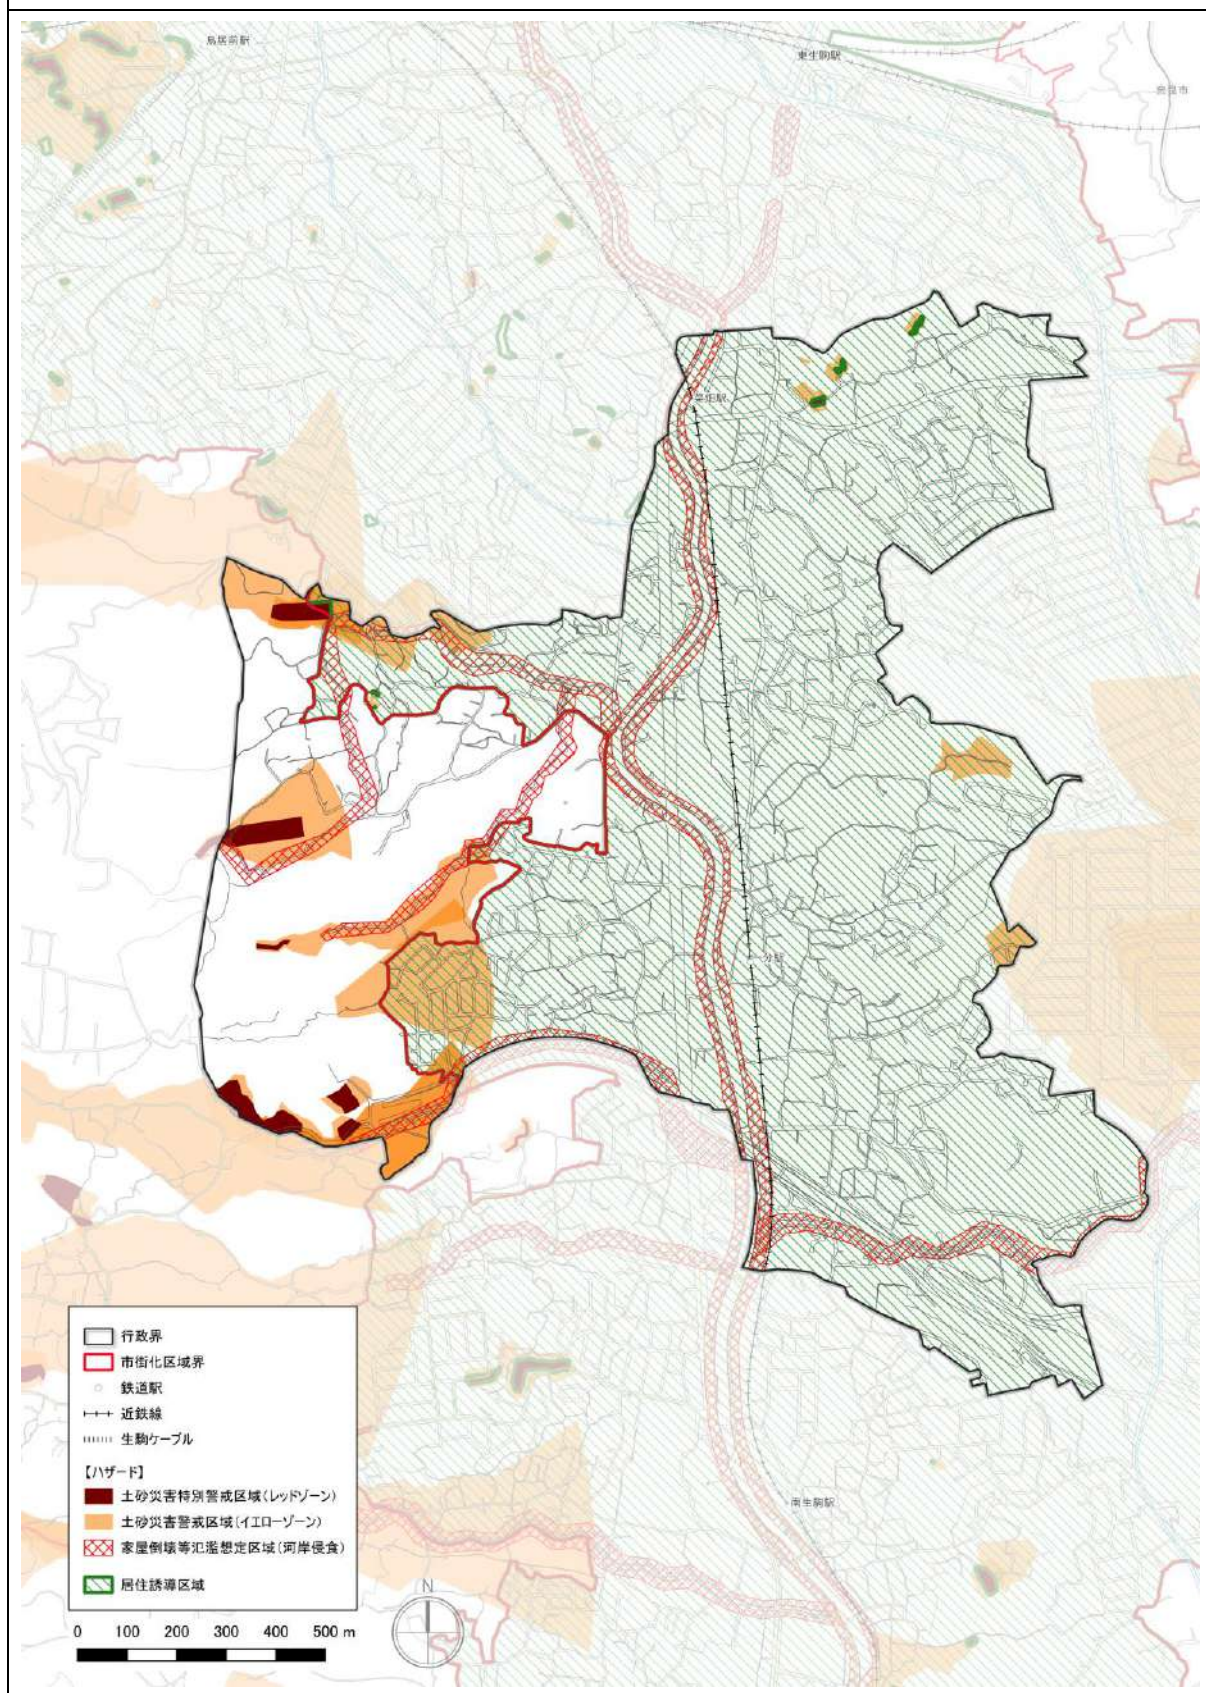 鳥居前駅
東生駒駅
菜畑駅
一分駅
南生駒駅
行政界
市街化区域界
鉄道駅
近鉄線
生駒ケーブル
【ハザード】
土砂災害特別警戒区域(レッドゾーン)
土砂災害警戒区域(イエローゾーン)
家屋倒壊等氾濫想定区域(河岸侵食)
居住誘導区域
N
0 100 200 300 400 500 m